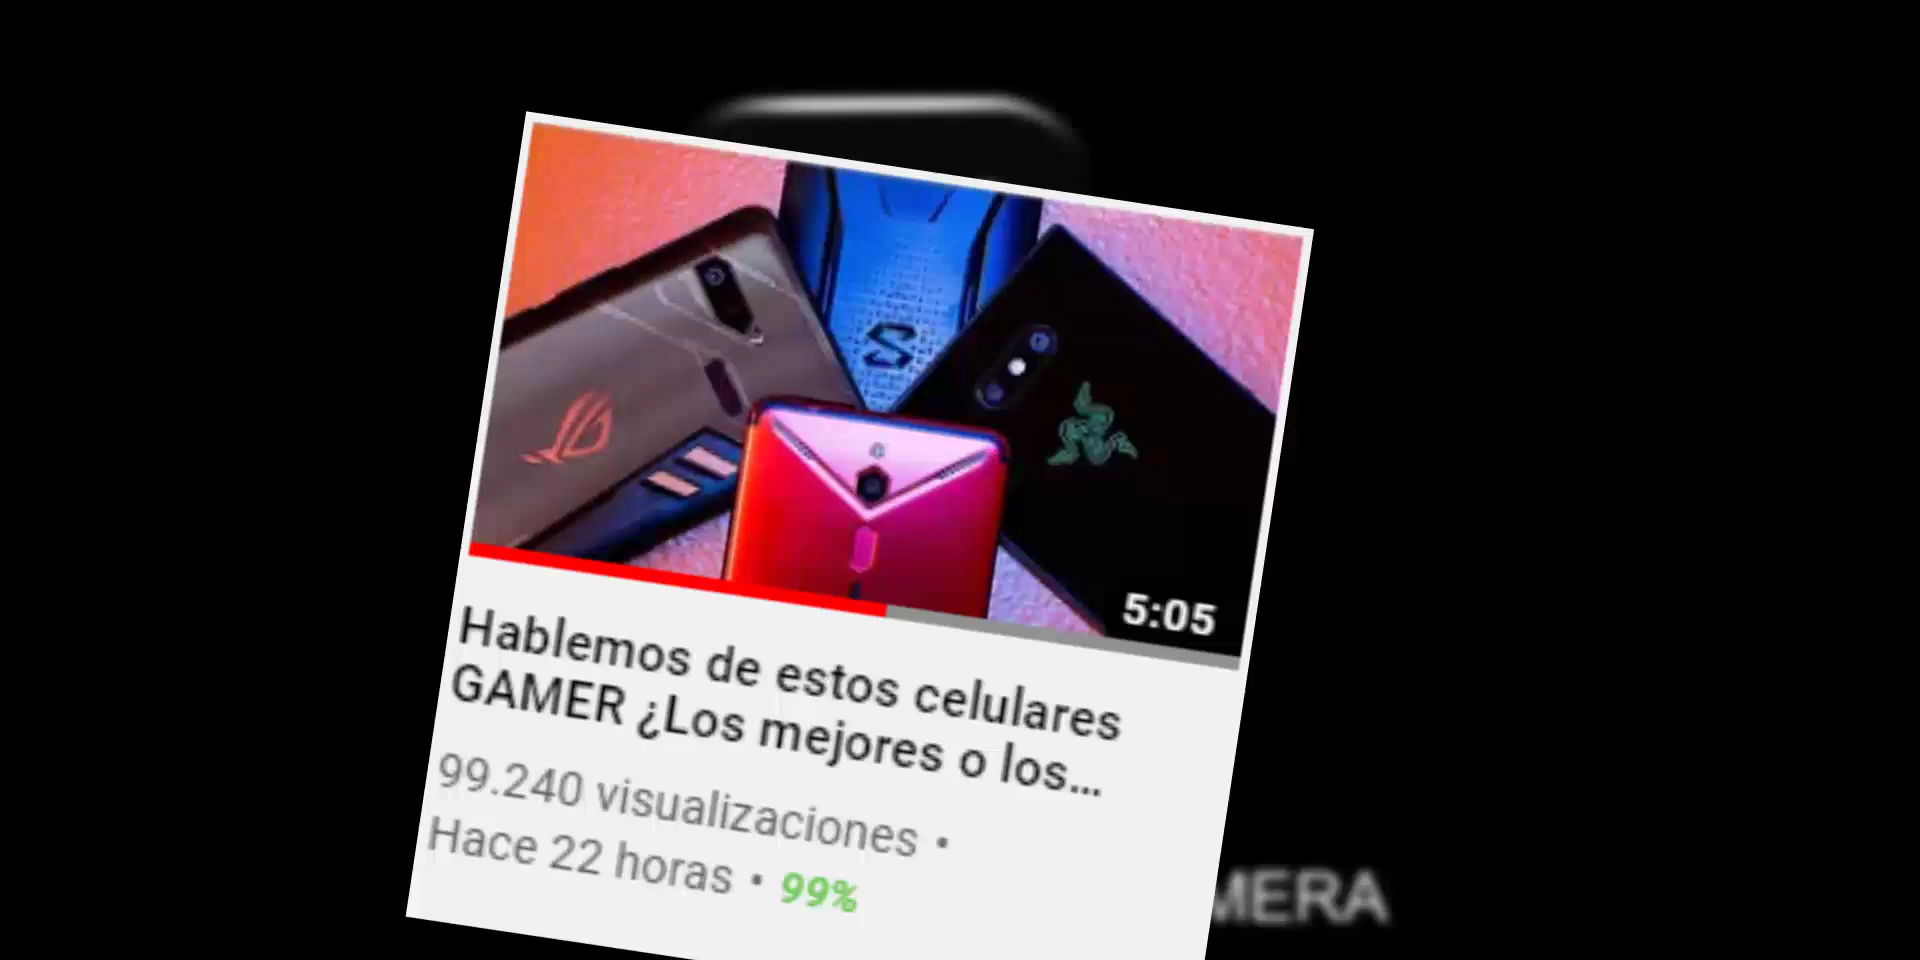 5:05
Hablemos de estos celulares
GAMER ¿Los mejores o los...
99.240 visualizaciones •
Hace 22 horas • 99%
MERA